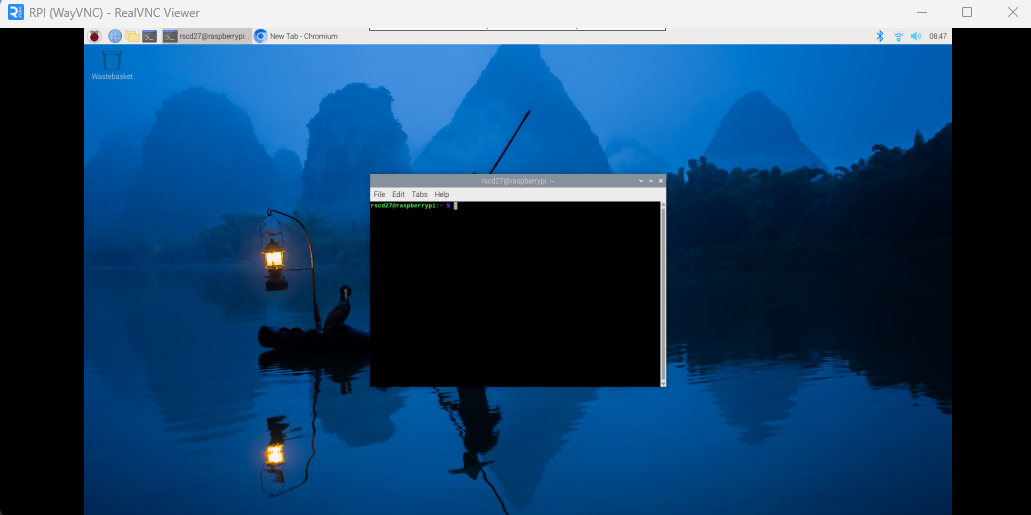 RPI (WayVNC) - RealVNC Viewer
rscd27@raspberrypi... New Tab - Chromium 08:47
Wastebasket
rscd27@raspberrypi: ~
File Edit Tabs Help
rscd27@raspberrypi:~ $